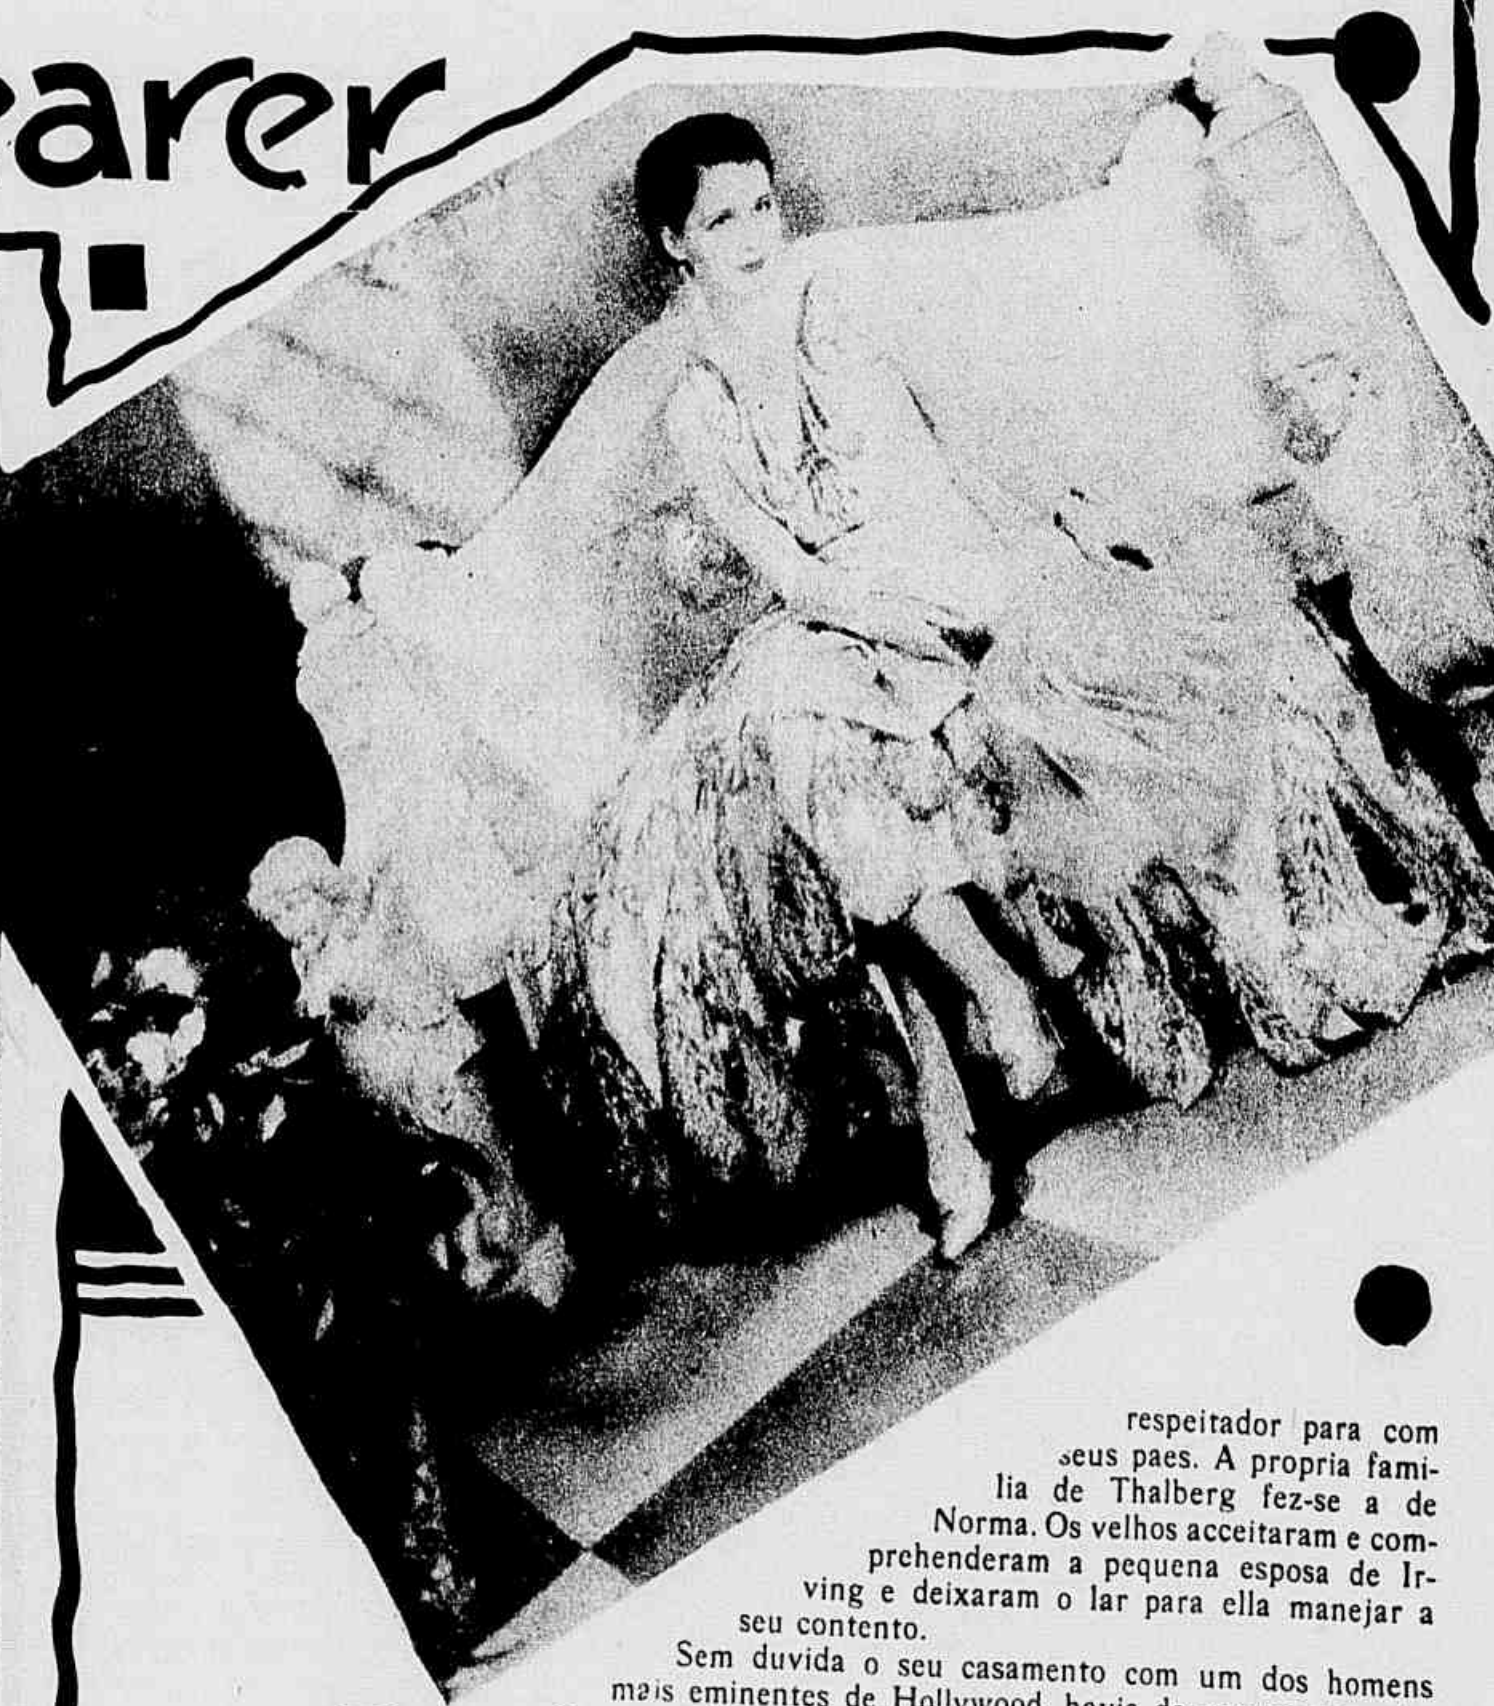 earer
respeitador para com
seus paes. A propria fami-
lia de Thalberg fez-se a de
Norma. Os velhos acceitaram e com-
prehenderam a pequena esposa de Ir-
ving e deixaram o lar para ella manejar a
seu contento.
Sem duvida o seu casamento com um dos homens
mais eminentes de Hollywood, havia